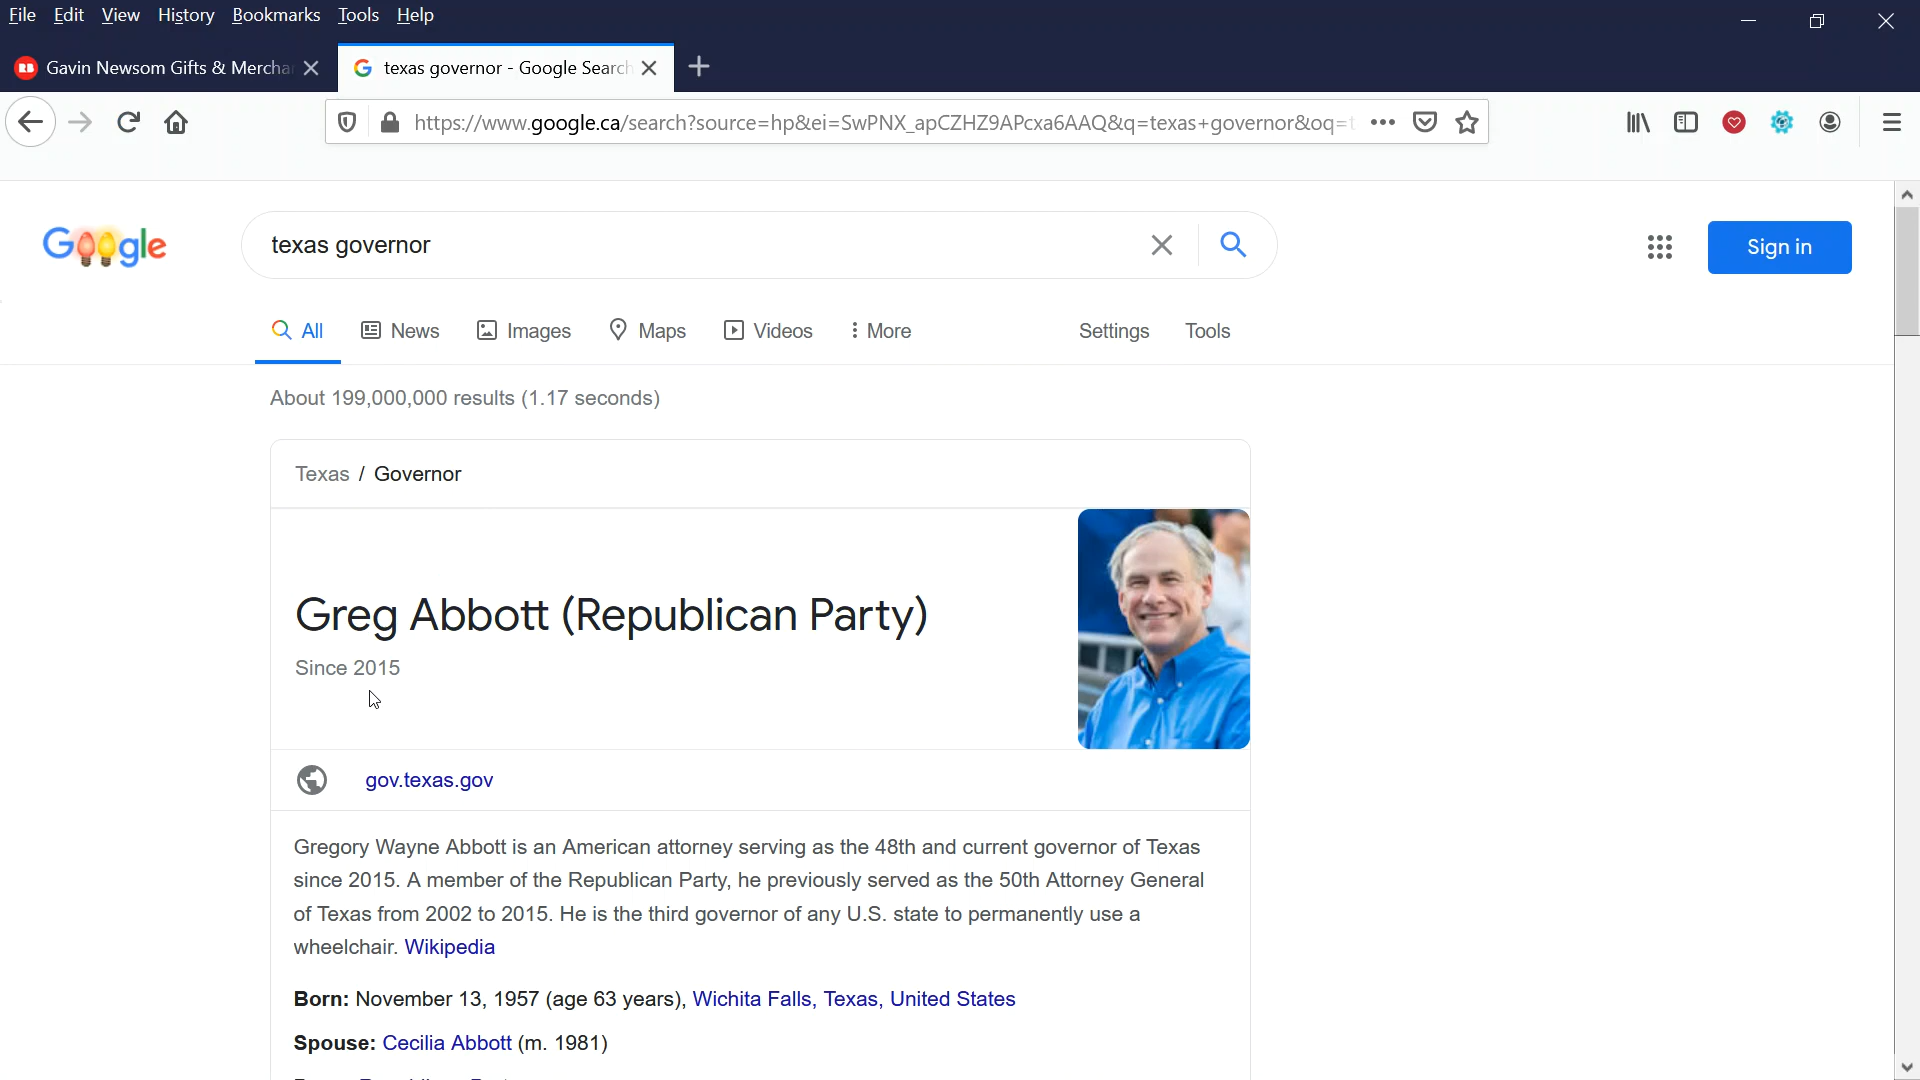 File Edit View History Bookmarks Tools Help
Gavin Newsom Gifts & Mercha
texas governor - Google Search
https://www.google.ca/search?source=hp&ei=SwPNX_apCZHZ9APcxa6AAQ&q=texas+governor&oq=t
Google
texas governor
Sign in
All News Images Maps Videos More Settings Tools
About 199,000,000 results (1.17 seconds)
Texas / Governor
Greg Abbott (Republican Party)
Since 2015
gov.texas.gov
Gregory Wayne Abbott is an American attorney serving as the 48th and current governor of Texas
since 2015. A member of the Republican Party, he previously served as the 50th Attorney General
of Texas from 2002 to 2015. He is the third governor of any U.S. state to permanently use a
wheelchair. Wikipedia
Born: November 13, 1957 (age 63 years), Wichita Falls, Texas, United States
Spouse: Cecilia Abbott (m. 1981)